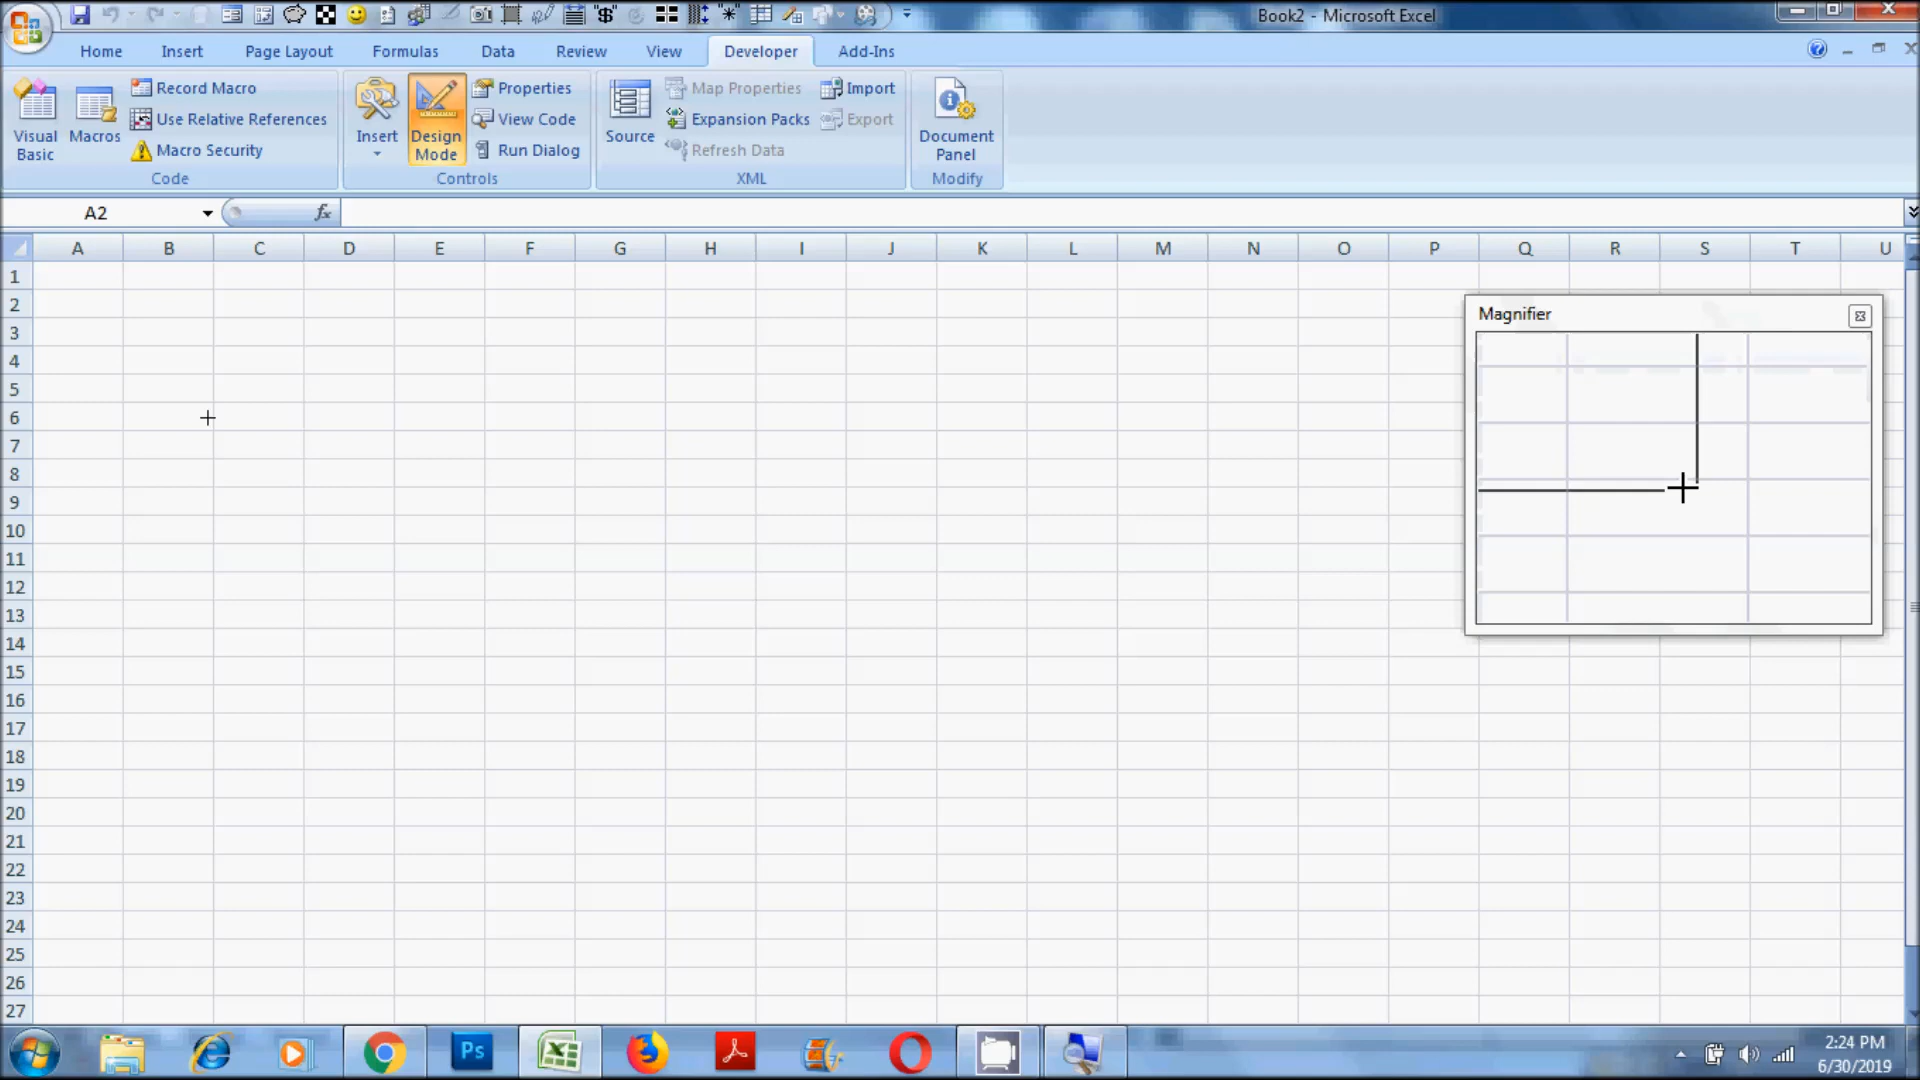 Book2 - Microsoft Excel
Home Insert Page Layout Formulas Data Review View Developer Add-Ins
Visual Basic
Macros
Record Macro
Use Relative References
Macro Security
Code
Insert
Design Mode
Properties
View Code
Run Dialog
Controls
Source
Map Properties
Expansion Packs
Refresh Data
Import
Export
XML
Document Panel
Modify
A2
fx
A B C D E F G H I J K L M N O P Q R S T U
1
2
3
4
5
6
7
8
9
10
11
12
13
14
15
16
17
18
19
20
21
22
23
24
25
26
27
Magnifier
Ps
2:24 PM
6/30/2019